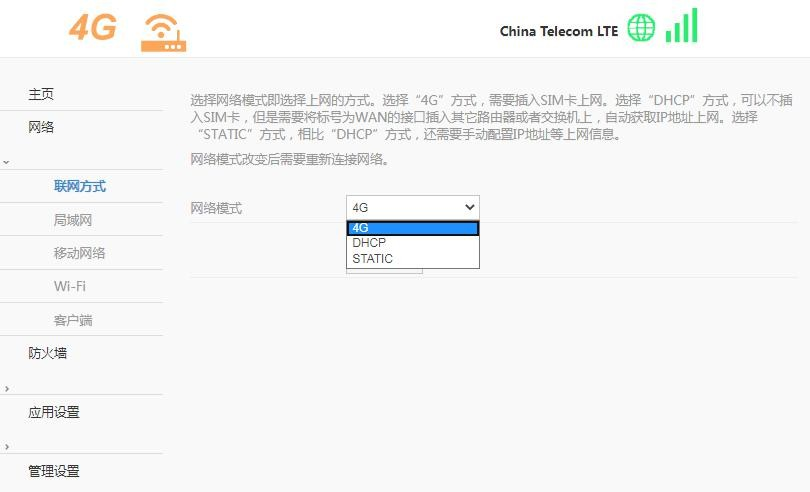 4G
China Telecom LTE
主页
网络
联网方式
局域网
移动网络
Wi-Fi
客户端
防火墙
应用设置
管理设置
选择网络模式即选择上网的方式。选择“4G”方式，需要插入SIM卡上网。选择“DHCP”方式，可以不插
入SIM卡，但是需要将标号为WAN的接口插入其它路由器或者交换机上，自动获取IP地址上网。选择
“STATIC”方式，相比“DHCP”方式，还需要手动配置IP地址等上网信息。
网络模式改变后需要重新连接网络。
网络模式
4G
4G
DHCP
STATIC